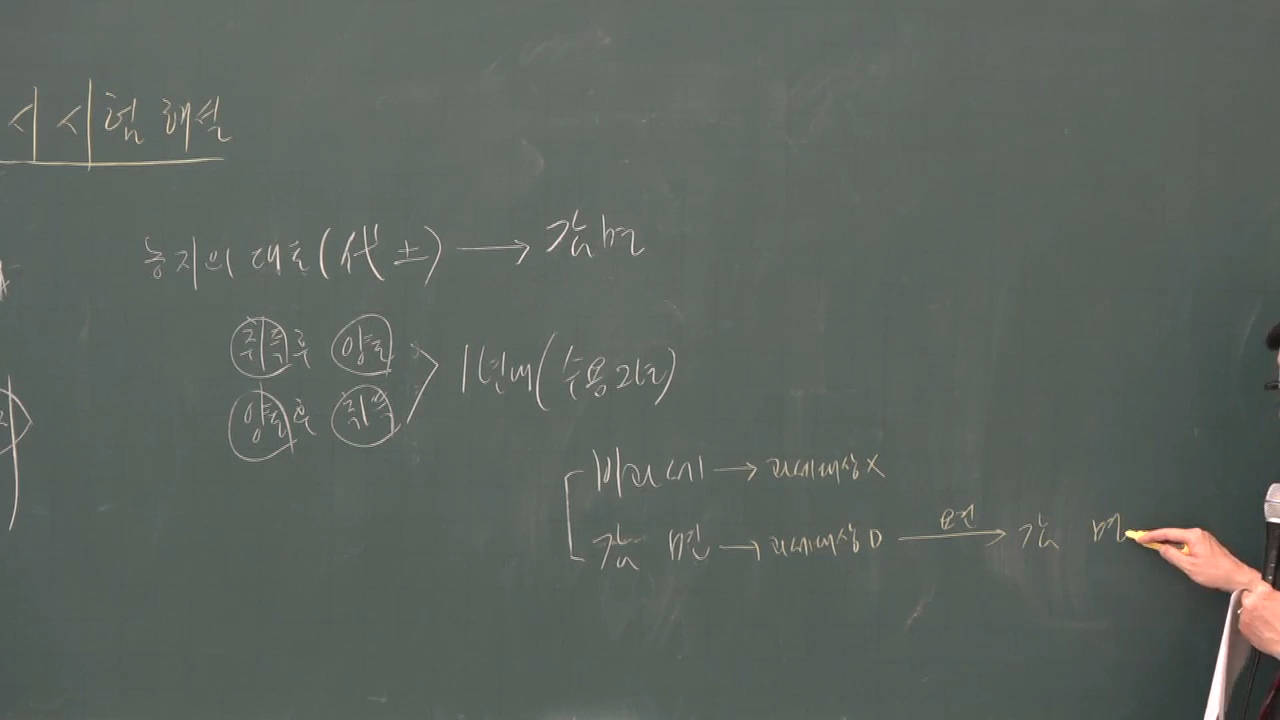 시시험해설
농지의 대토(代土) → 감면
취득후 양도
양도후 취득
1년내(수용2년)
비과세 → 과세대상X
감 면 → 과세대상O 요건 → 감 면